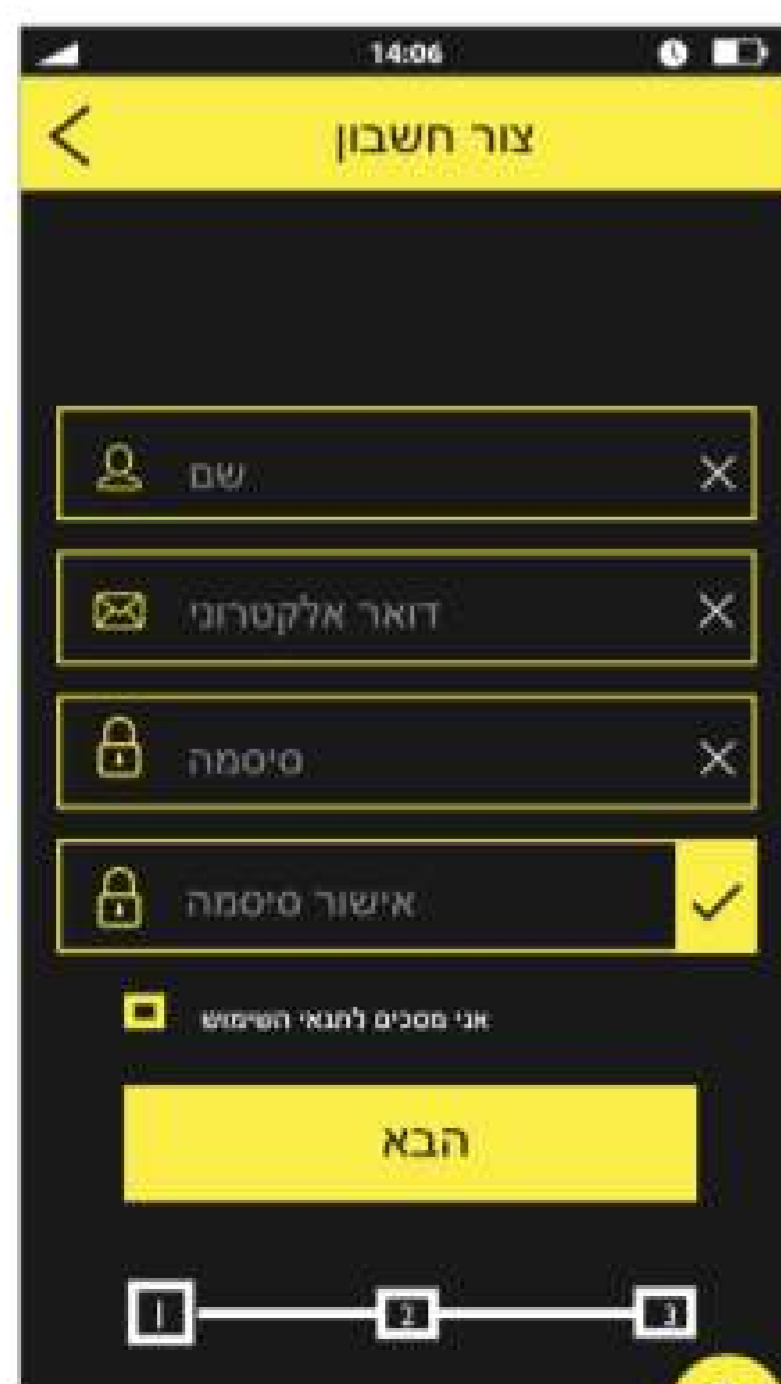 14:06
צור חשבון
שם
דואר אלקטרוני
סיסמה
אישור סיסמה
אני מסכים לתנאי השימוש
הבא
1 2 3